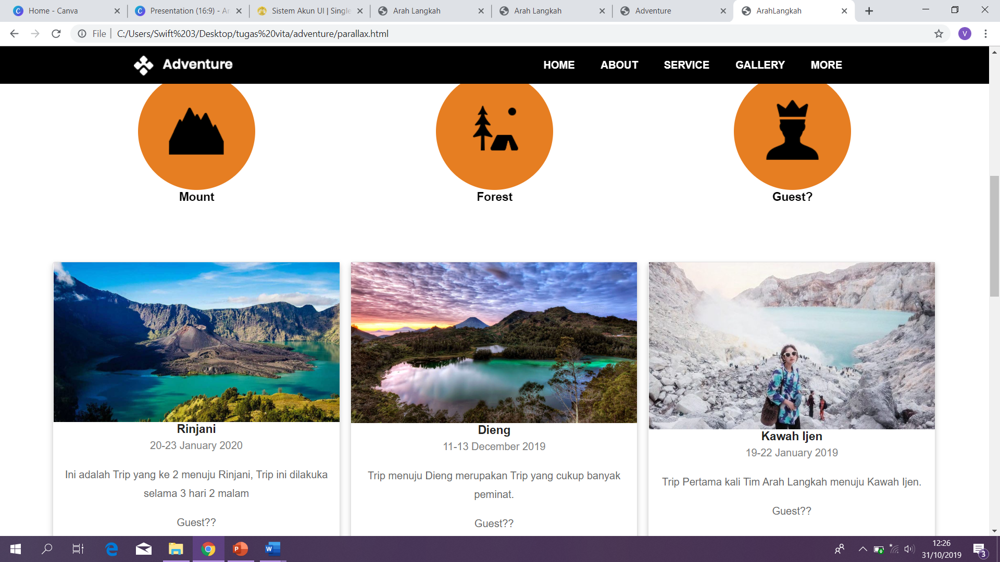 Home - Canva
Presentation (16:9) - Ar
Sistem Akun UI | Single
Arah Langkah
Arah Langkah
Adventure
ArahLangkah
File
C:/Users/Swift%203/Desktop/tugas%20vita/adventure/parallax.html
V
Adventure
HOME
ABOUT
SERVICE
GALLERY
MORE
Mount
Forest
Guest?
Rinjani
20-23 January 2020
Ini adalah Trip yang ke 2 menuju Rinjani, Trip ini dilakuka
selama 3 hari 2 malam
Guest??
Dieng
11-13 December 2019
Trip menuju Dieng merupakan Trip yang cukup banyak
peminat.
Guest??
Kawah Ijen
19-22 January 2019
Trip Pertama kali Tim Arah Langkah menuju Kawah Ijen.
Guest??
12:26
31/10/2019
3